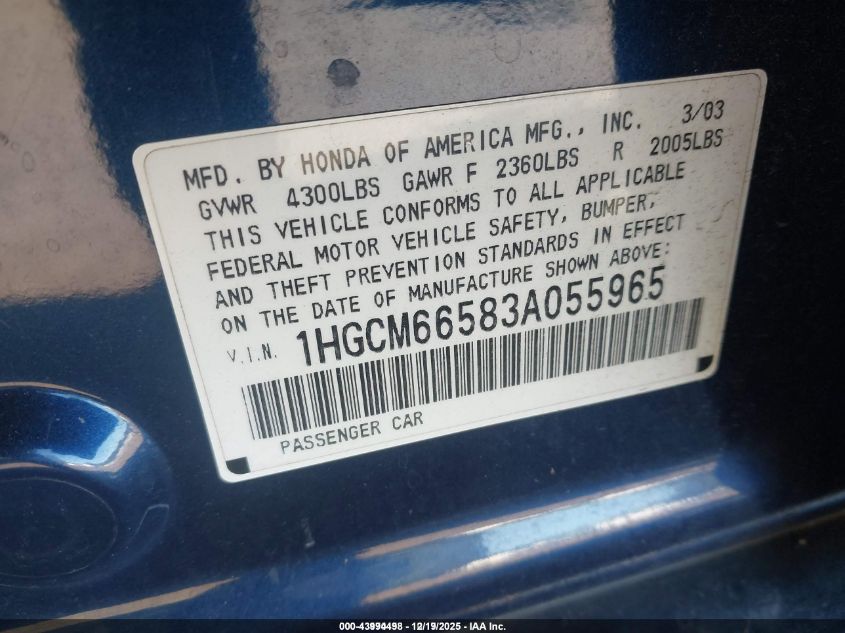 MFD. BY HONDA OF AMERICA MFG., INC. 3/03
GVWR 4300LBS GAWR F 2360LBS R 2005LBS
THIS VEHICLE CONFORMS TO ALL APPLICABLE
FEDERAL MOTOR VEHICLE SAFETY, BUMPER,
AND THEFT PREVENTION STANDARDS IN EFFECT
ON THE DATE OF MANUFACTURE SHOWN ABOVE:
V.I.N. 1HGCM66583A055965
PASSENGER CAR
12/19/2025 - IAA Inc.